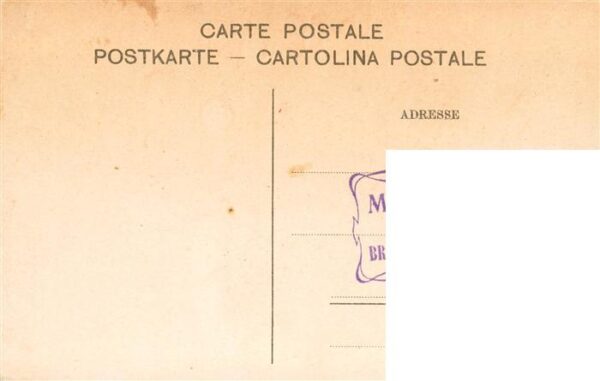 CARTE POSTALE
POSTKARTE — CARTOLINA POSTALE
ADRESSE